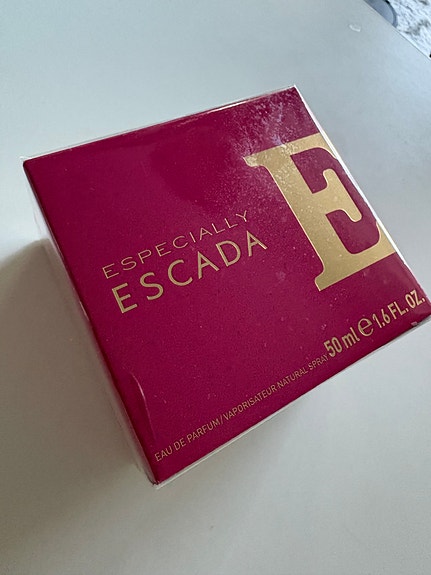 E
ESPECIALLY
ESCADA
EAU DE PARFUM/VAPORISATEUR NATURAL SPRAY 50 ml ℮ 1.6 FL.OZ.